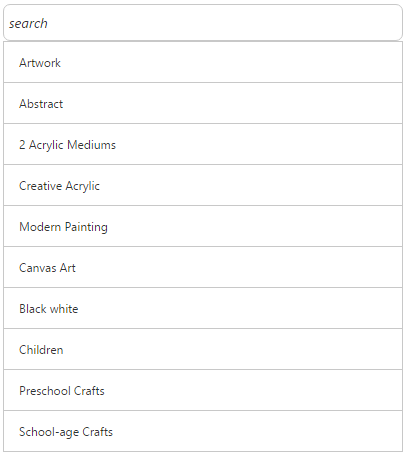 search
Artwork
Abstract
2 Acrylic Mediums
Creative Acrylic
Modern Painting
Canvas Art
Black white
Children
Preschool Crafts
School-age Crafts